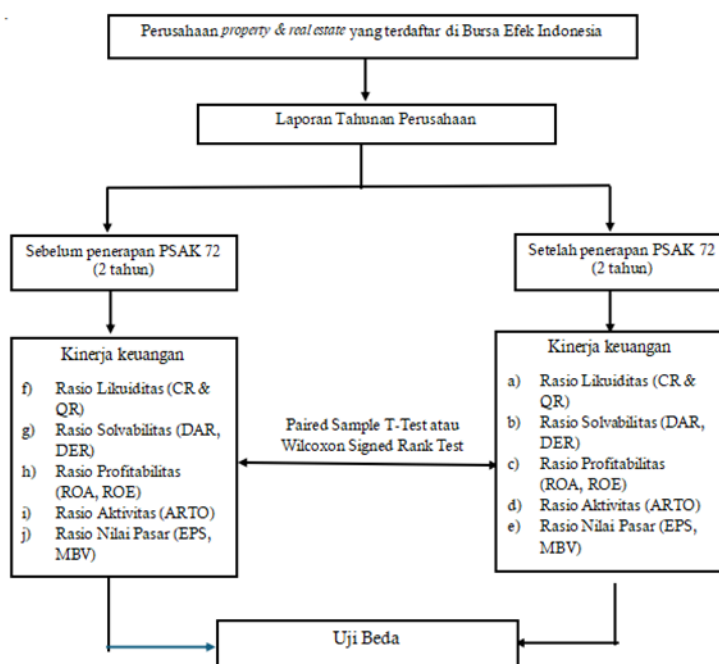 Perusahaan property & real estate yang terdaftar di Bursa Efek Indonesia
Laporan Tahunan Perusahaan
Sebelum penerapan PSAK 72
(2 tahun)
Setelah penerapan PSAK 72
(2 tahun)
Kinerja keuangan
f) Rasio Likuiditas (CR &
QR)
g) Rasio Solvabilitas (DAR,
DER)
h) Rasio Profitabilitas
(ROA, ROE)
i) Rasio Aktivitas (ARTO)
j) Rasio Nilai Pasar (EPS,
MBV)
Paired Sample T-Test atau
Wilcoxon Signed Rank Test
Kinerja keuangan
a) Rasio Likuiditas (CR &
QR)
b) Rasio Solvabilitas (DAR,
DER)
c) Rasio Profitabilitas
(ROA, ROE)
d) Rasio Aktivitas (ARTO)
e) Rasio Nilai Pasar (EPS,
MBV)
Uji Beda